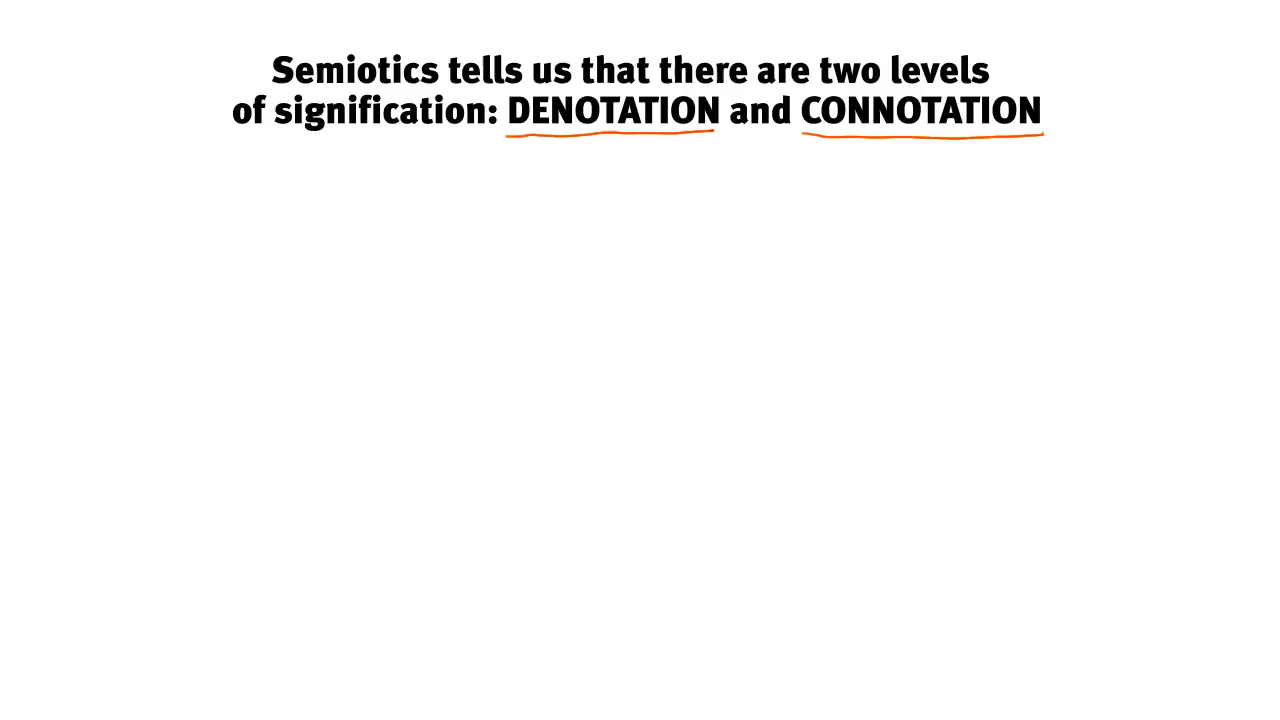 Semiotics tells us that there are two levels
of signification: DENOTATION and CONNOTATION